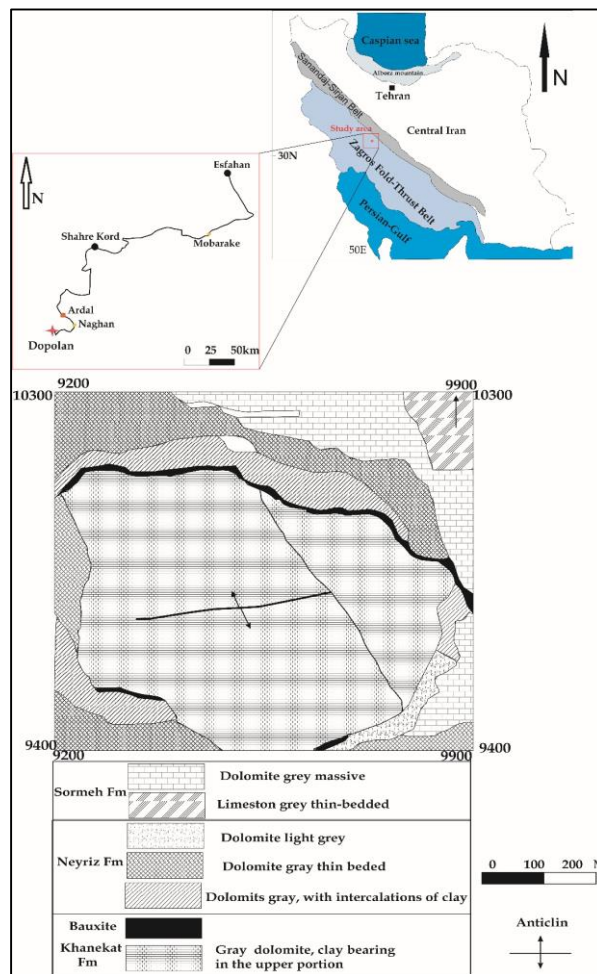 Caspian sea
Alborz mountain
N
Tehran
Sanandaj-Sirjan Belt
Central Iran
Study area
30N
Zagros Fold-Thrust Belt
Persian-Gulf
50E
N
Esfahan
Shahre Kord
Mobarake
Ardal
Naghan
Dopolan
0 25 50km
9200 9900
10300 10300
9400 9400
9200 9900
Sormeh Fm
Dolomite grey massive
Limeston grey thin-bedded
Neyriz Fm
Dolomite light grey
Dolomite gray thin beded
Dolomits gray, with intercalations of clay
Bauxite
Khanekat Fm
Gray dolomite, clay bearing
in the upper portion
0 100 200 M
Anticlin